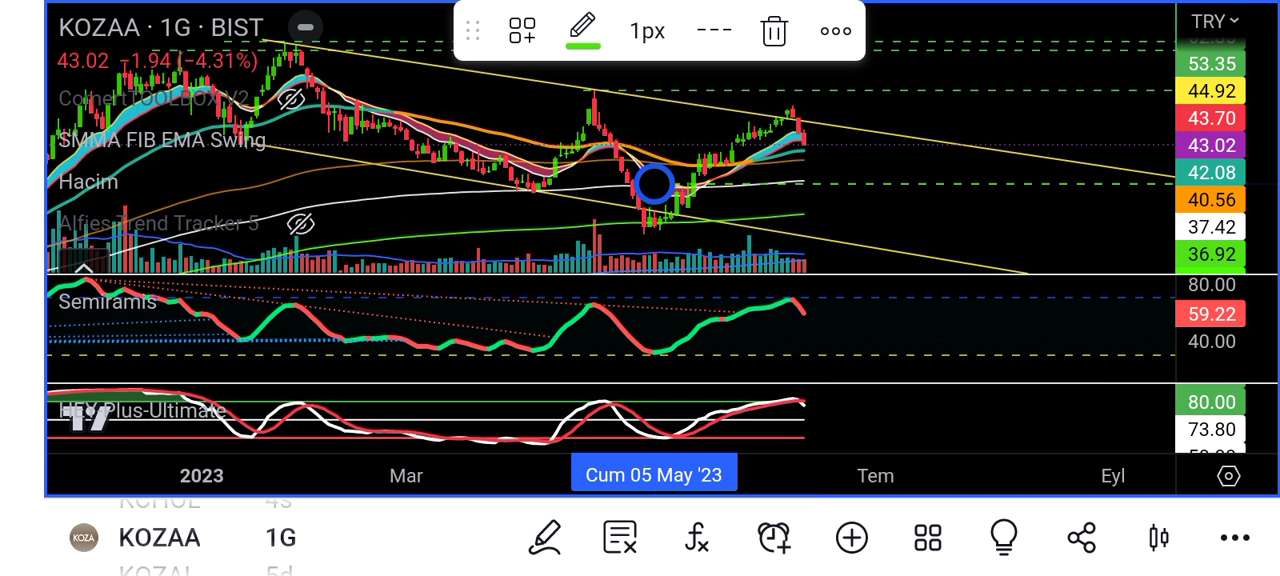 KOZAA · 1G · BIST
43.02 −1.94 (−4.31%)
SMMA FIB EMA Swing
Hacim
Alfies Trend Tracker 5
1px
TRY
53.35
44.92
43.70
43.02
42.08
40.56
37.42
36.92
Semiramis
80.00
59.22
40.00
Plus-Ultimate
80.00
73.80
2023
Mar
Cum 05 May '23
Tem
Eyl
KOZA
KOZAA
1G